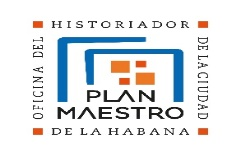 OFICINA DEL
HISTORIADOR
DE LA CIUDAD
DE LA HABANA
PLAN
MAESTRO